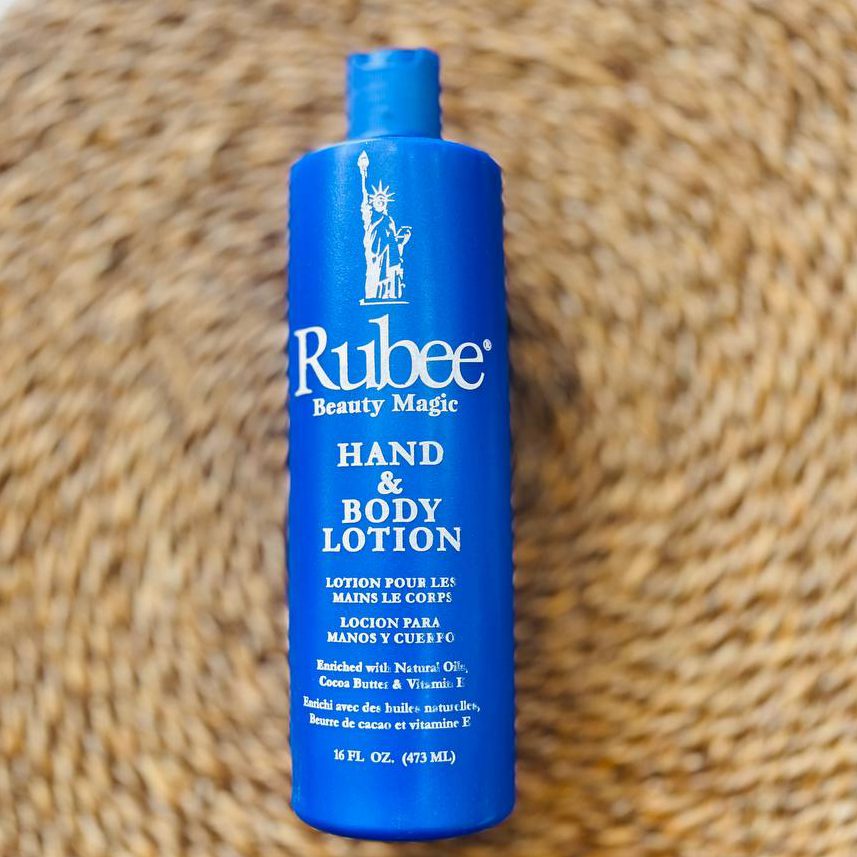 Rubee®
Beauty Magic
HAND
&
BODY
LOTION
LOTION POUR LES
MAINS LE CORPS
LOCION PARA
MANOS Y CUERPO
Enriched with Natural Oils,
Cocoa Butter & Vitamin E
Enrichi avec des huiles naturelles,
Beurre de cacao et vitamine E
16 FL OZ. (473 ML)